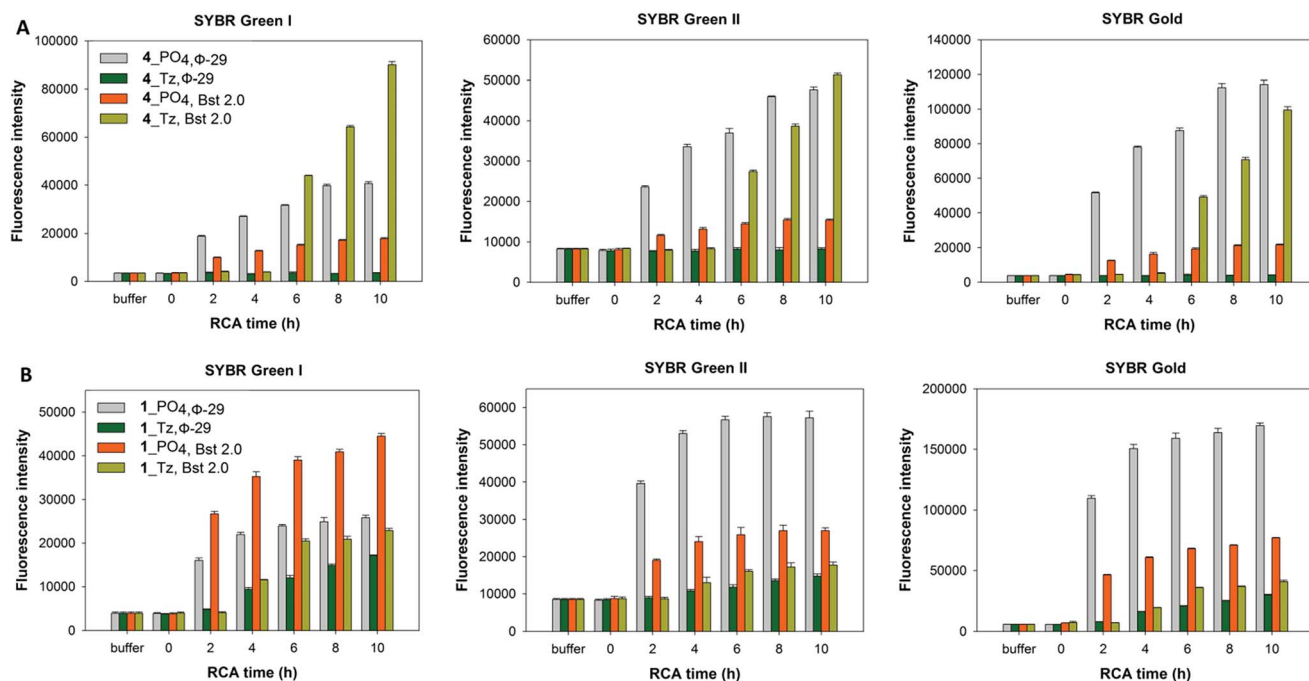 A
SYBR Green I
Fluorescence intensity
100000
80000
60000
40000
20000
0
4_PO4,Φ-29
4_Tz,Φ-29
4_PO4, Bst 2.0
4_Tz, Bst 2.0
buffer 0 2 4 6 8 10
RCA time (h)
SYBR Green II
Fluorescence intensity
60000
50000
40000
30000
20000
10000
0
buffer 0 2 4 6 8 10
RCA time (h)
SYBR Gold
Fluorescence intensity
140000
120000
100000
80000
60000
40000
20000
0
buffer 0 2 4 6 8 10
RCA time (h)
B
SYBR Green I
Fluorescence intensity
50000
40000
30000
20000
10000
0
1_PO4,Φ-29
1_Tz,Φ-29
1_PO4, Bst 2.0
1_Tz, Bst 2.0
buffer 0 2 4 6 8 10
RCA time (h)
SYBR Green II
Fluorescence intensity
60000
50000
40000
30000
20000
10000
0
buffer 0 2 4 6 8 10
RCA time (h)
SYBR Gold
Fluorescence intensity
200000
150000
100000
50000
0
buffer 0 2 4 6 8 10
RCA time (h)